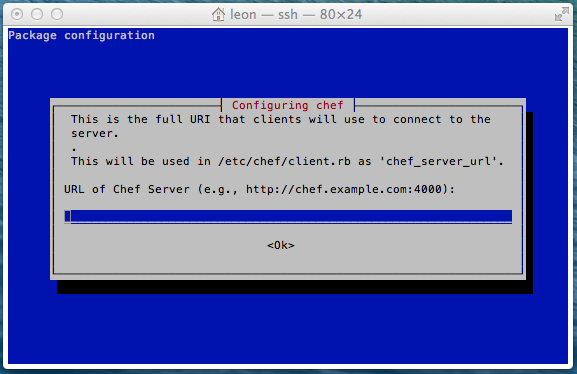 leon — ssh — 80×24
Package configuration
Configuring chef
This is the full URI that clients will use to connect to the
server.
.
This will be used in /etc/chef/client.rb as 'chef_server_url'.
URL of Chef Server (e.g., http://chef.example.com:4000):
<Ok>